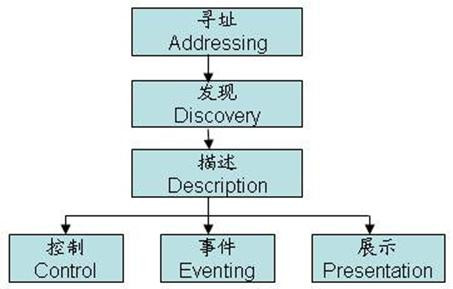 寻址
Addressing
发现
Discovery
描述
Description
控制
Control
事件
Eventing
展示
Presentation